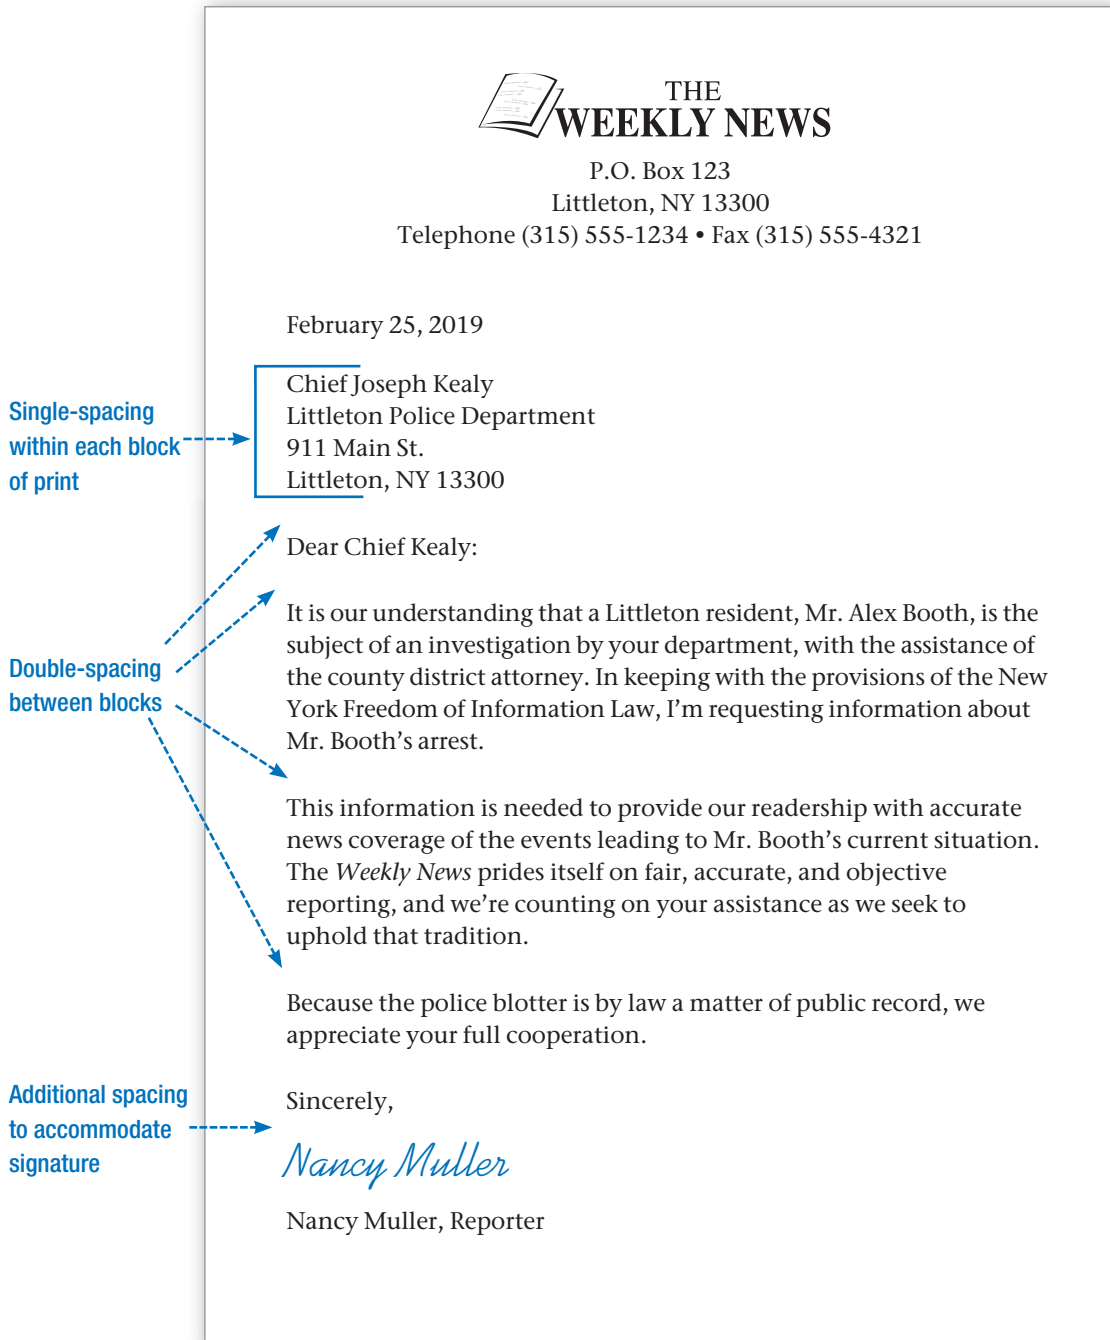 THE
WEEKLY NEWS
P.O. Box 123
Littleton, NY 13300
Telephone (315) 555-1234 • Fax (315) 555-4321
February 25, 2019
Single-spacing
within each block
of print
Chief Joseph Kealy
Littleton Police Department
911 Main St.
Littleton, NY 13300
Dear Chief Kealy:
Double-spacing
between blocks
It is our understanding that a Littleton resident, Mr. Alex Booth, is the
subject of an investigation by your department, with the assistance of
the county district attorney. In keeping with the provisions of the New
York Freedom of Information Law, I’m requesting information about
Mr. Booth’s arrest.
This information is needed to provide our readership with accurate
news coverage of the events leading to Mr. Booth’s current situation.
The Weekly News prides itself on fair, accurate, and objective
reporting, and we’re counting on your assistance as we seek to
uphold that tradition.
Because the police blotter is by law a matter of public record, we
appreciate your full cooperation.
Additional spacing
to accommodate
signature
Sincerely,
Nancy Muller
Nancy Muller, Reporter